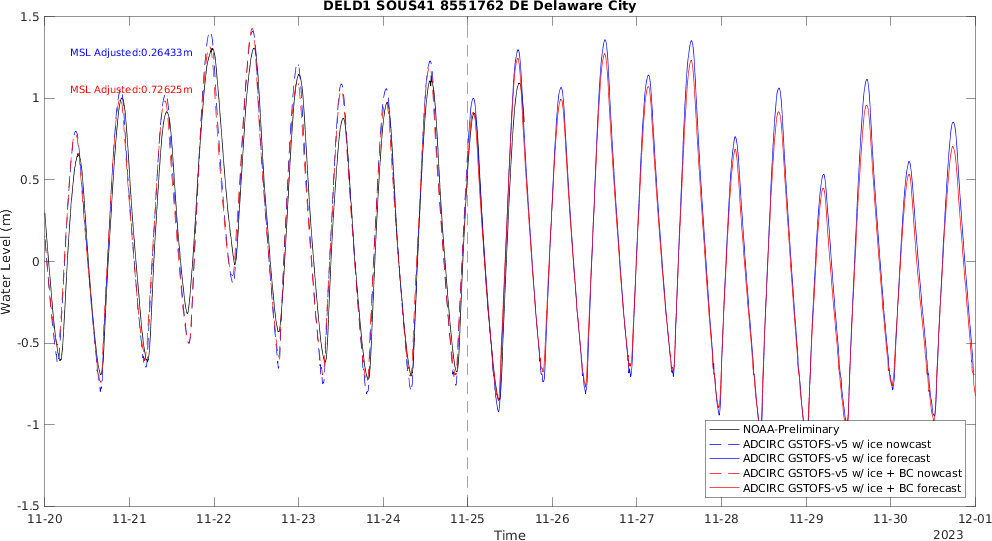 DELD1 SOUS41 8551762 DE Delaware City
1.5
1
0.5
0
-0.5
-1
-1.5
Water Level (m)
MSL Adjusted:0.26433m
MSL Adjusted:0.72625m
NOAA-Preliminary
ADCIRC GSTOFS-v5 w/ ice nowcast
ADCIRC GSTOFS-v5 w/ ice forecast
ADCIRC GSTOFS-v5 w/ ice + BC nowcast
ADCIRC GSTOFS-v5 w/ ice + BC forecast
11-20 11-21 11-22 11-23 11-24 11-25 11-26 11-27 11-28 11-29 11-30 12-01
Time
2023